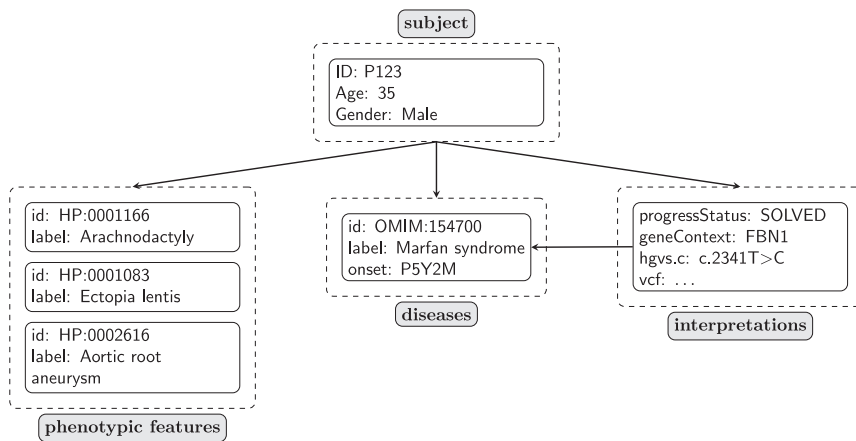 subject
ID: P123
Age: 35
Gender: Male
id: HP:0001166
label: Arachnodactyly
id: HP:0001083
label: Ectopia lentis
id: HP:0002616
label: Aortic root
aneurysm
phenotypic features
id: OMIM:154700
label: Marfan syndrome
onset: P5Y2M
diseases
progressStatus: SOLVED
geneContext: FBN1
hgvs.c: c.2341T>C
vcf: ...
interpretations